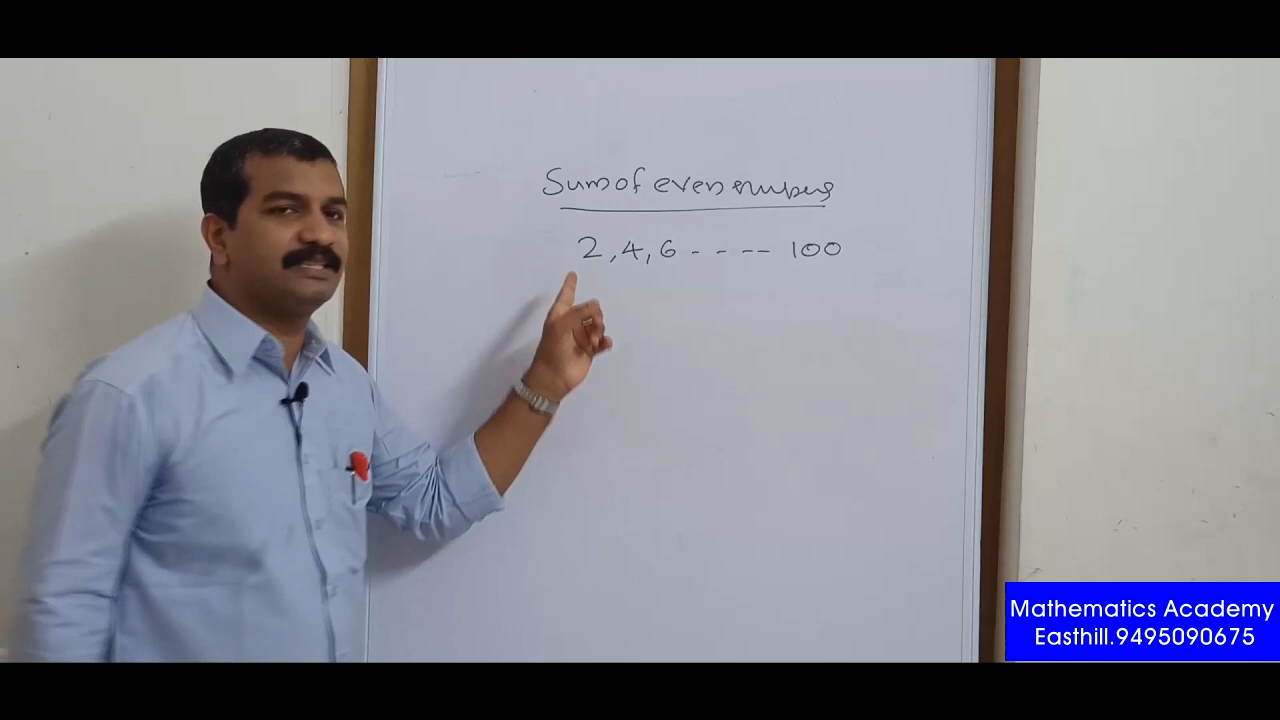 Sum of even numbers
2, 4, 6 - - - - 100
Mathematics Academy
Easthill.9495090675